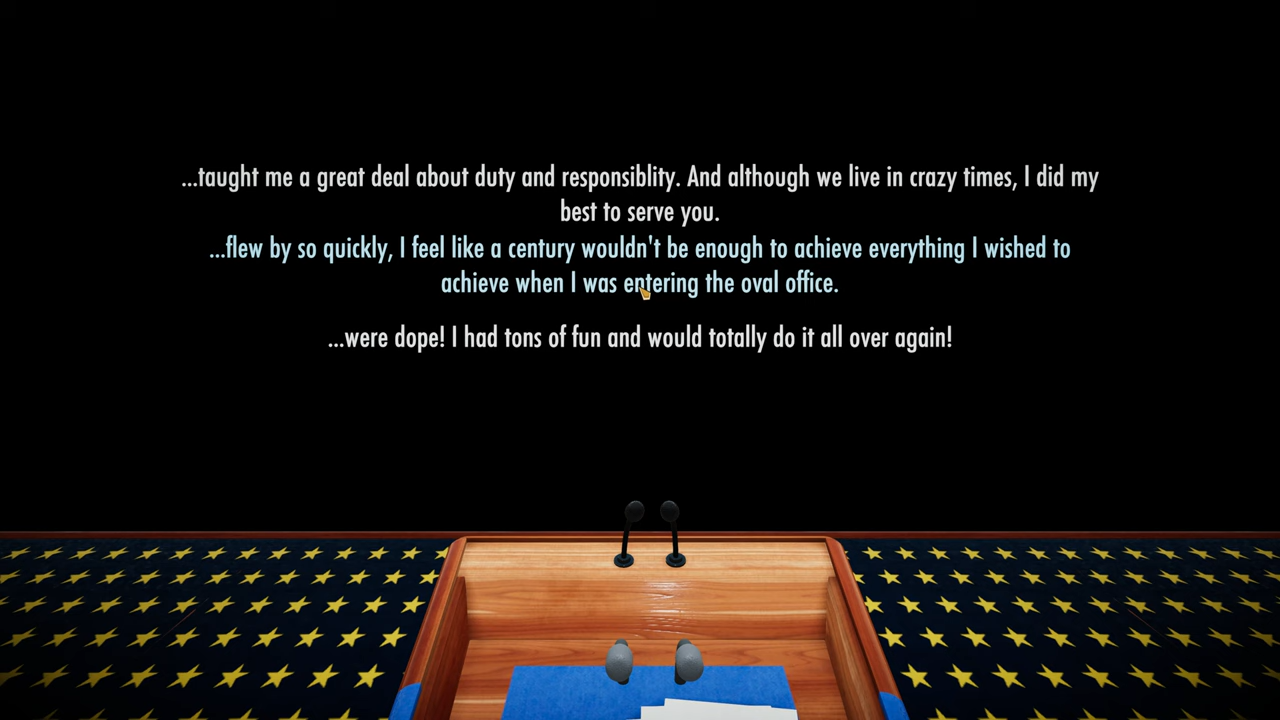 ...taught me a great deal about duty and responsiblity. And although we live in crazy times, I did my
best to serve you.
...flew by so quickly, I feel like a century wouldn't be enough to achieve everything I wished to
achieve when I was entering the oval office.
...were dope! I had tons of fun and would totally do it all over again!